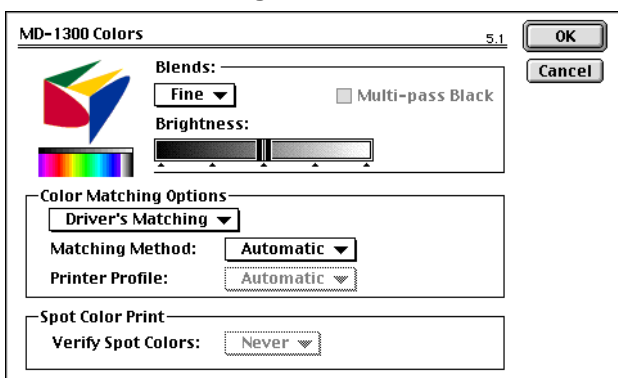 MD-1300 Colors 5.1
OK
Cancel
Blends:
Fine
Multi-pass Black
Brightness:
Color Matching Options
Driver's Matching
Matching Method: Automatic
Printer Profile: Automatic
Spot Color Print
Verify Spot Colors: Never